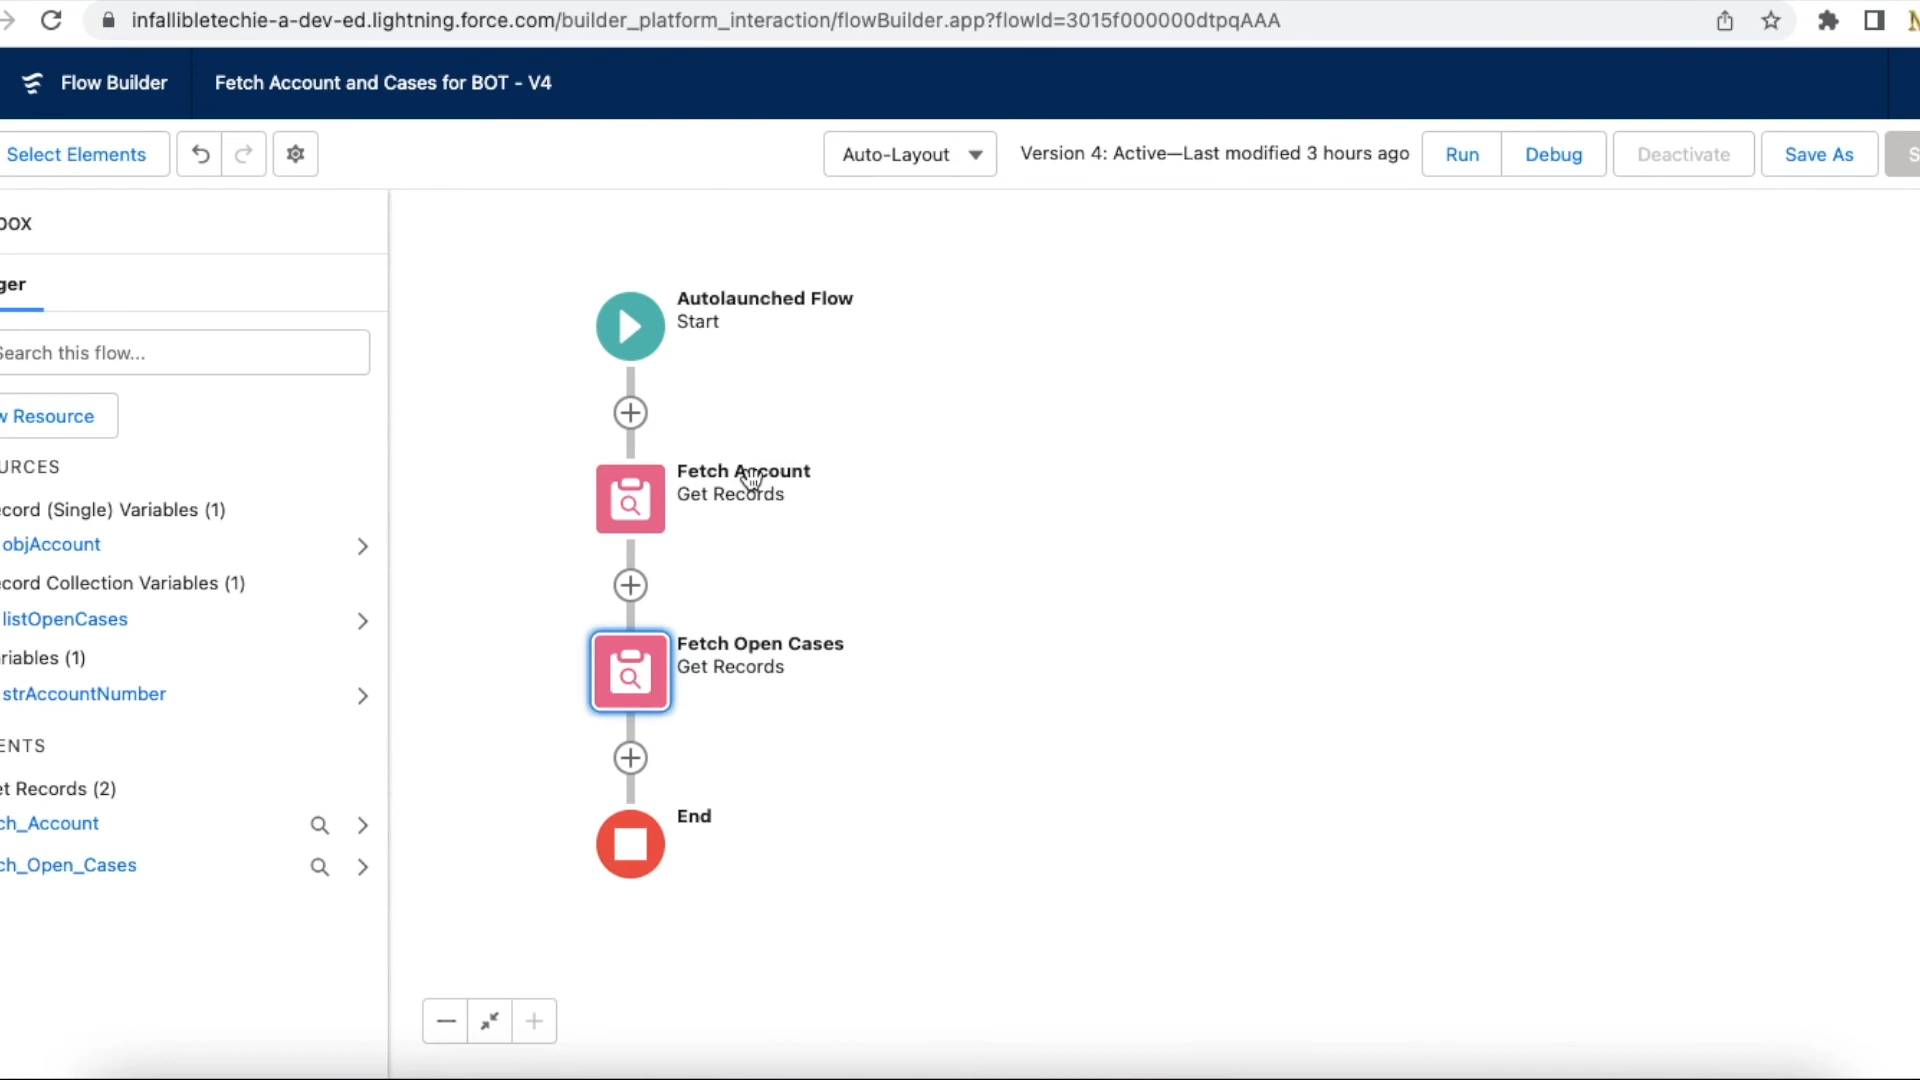 infallibletechie-a-dev-ed.lightning.force.com/builder_platform_interaction/flowBuilder.app?flowId=3015f000000dtpqAAA
Flow Builder
Fetch Account and Cases for BOT - V4
Select Elements
Auto-Layout
Version 4: Active—Last modified 3 hours ago
Run
Debug
Deactivate
Save As
S
box
ger
Search this flow...
w Resource
URCES
cord (Single) Variables (1)
objAccount
cord Collection Variables (1)
listOpenCases
riables (1)
strAccountNumber
ENTS
et Records (2)
ch_Account
ch_Open_Cases
Autolaunched Flow
Start
Fetch Account
Get Records
Fetch Open Cases
Get Records
End